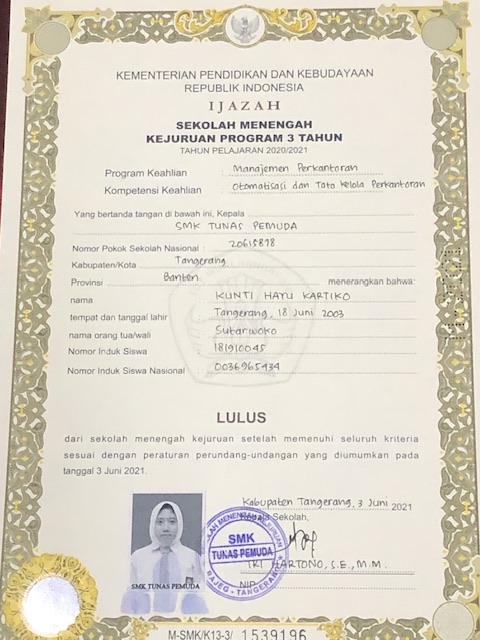 KEMENTERIAN PENDIDIKAN DAN KEBUDAYAAN
REPUBLIK INDONESIA
IJAZAH
SEKOLAH MENENGAH
KEJURUAN PROGRAM 3 TAHUN
TAHUN PELAJARAN 2020/2021
Program Keahlian : Manajemen Perkantoran
Kompetensi Keahlian : Otomatisasi dan Tata Kelola Perkantoran
Yang bertanda tangan di bawah ini, Kepala
SMK TUNAS PEMUDA
Nomor Pokok Sekolah Nasional : 20615878
Kabupaten/Kota Tangerang
Provinsi Banten menerangkan bahwa:
nama KUNTI HAYU KARTIKO
tempat dan tanggal lahir Tangerang, 18 Juni 2003
nama orang tua/wali Sutarwoko
Nomor Induk Siswa 181910045
Nomor Induk Siswa Nasional 0036965434
LULUS
dari sekolah menengah kejuruan setelah memenuhi seluruh kriteria
sesuai dengan peraturan perundang-undangan yang diumumkan pada
tanggal 3 Juni 2021.
Kabupaten Tangerang, 3 Juni 2021
Kepala Sekolah,
SMK
TUNAS PEMUDA
TRI HARTONO, S.E., M.M.
NIP
SMK TUNAS PEMUDA
M-SMK/K13-3/ 1539196